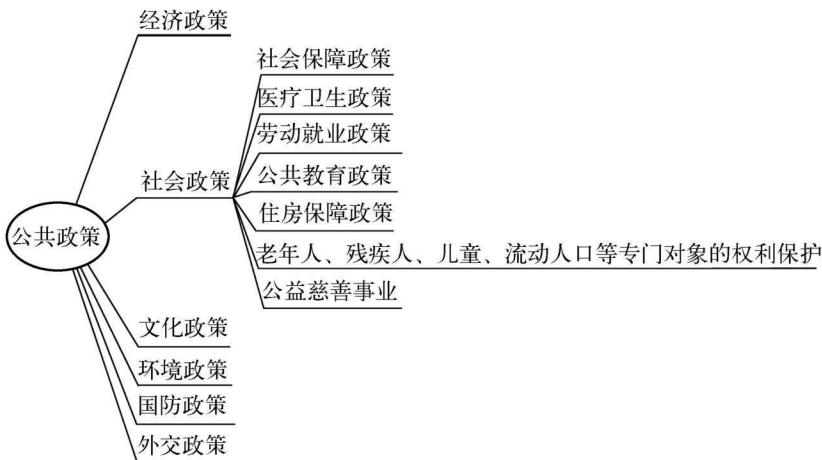 经济政策
社会保障政策
医疗卫生政策
劳动就业政策
社会政策
公共教育政策
住房保障政策
公共政策
老年人、残疾人、儿童、流动人口等专门对象的权利保护
公益慈善事业
文化政策
环境政策
国防政策
外交政策